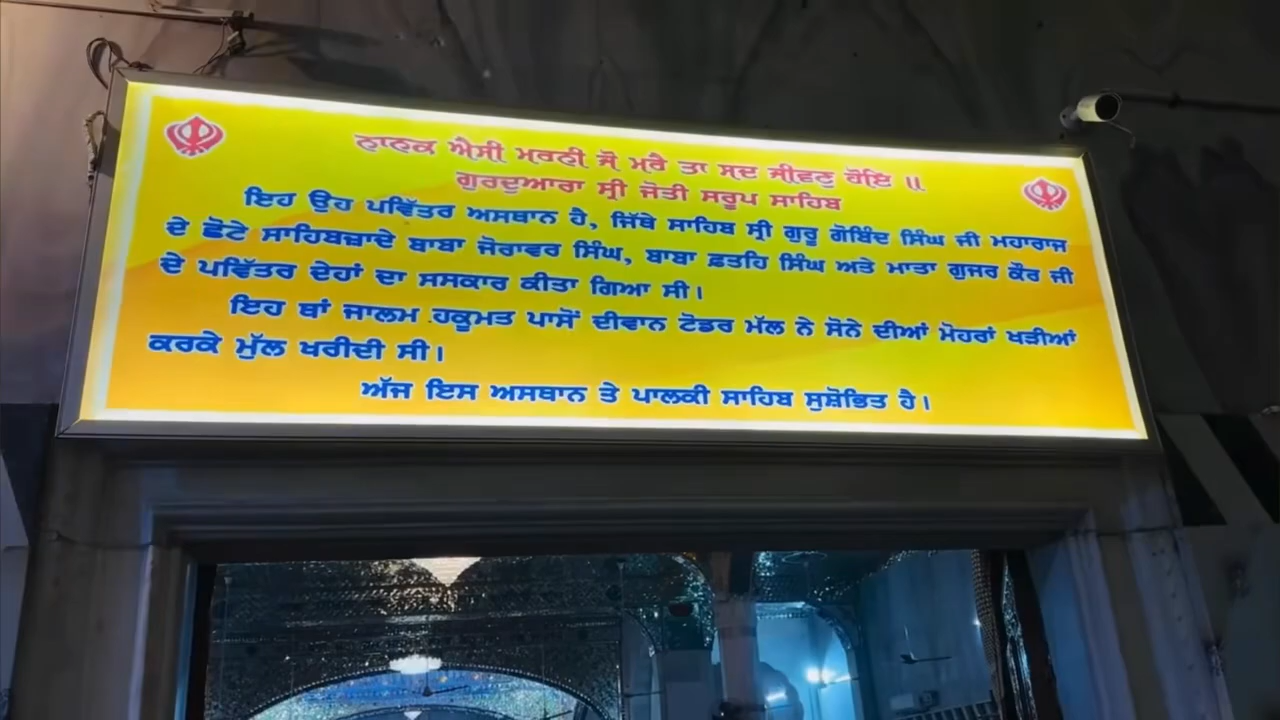 ਨਾਨਕ ਐਸੀ ਮਰਨੀ ਜੋ ਮਰੈ ਤਾ ਸਦ ਜੀਵਣੁ ਹੋਇ ॥
ਗੁਰਦੁਆਰਾ ਸ੍ਰੀ ਜੋਤੀ ਸਰੂਪ ਸਾਹਿਬ
ਇਹ ਉਹ ਪਵਿੱਤਰ ਅਸਥਾਨ ਹੈ, ਜਿੱਥੇ ਸਾਹਿਬ ਸ੍ਰੀ ਗੁਰੂ ਗੋਬਿੰਦ ਸਿੰਘ ਜੀ ਮਹਾਰਾਜ
ਦੇ ਛੋਟੇ ਸਾਹਿਬਜ਼ਾਦੇ ਬਾਬਾ ਜੋਰਾਵਰ ਸਿੰਘ, ਬਾਬਾ ਫ਼ਤਹਿ ਸਿੰਘ ਅਤੇ ਮਾਤਾ ਗੁਜਰ ਕੌਰ ਜੀ
ਦੇ ਪਵਿੱਤਰ ਦੇਹਾਂ ਦਾ ਸਸਕਾਰ ਕੀਤਾ ਗਿਆ ਸੀ।
ਇਹ ਥਾਂ ਜਾਲਮ ਹਕੂਮਤ ਪਾਸੋਂ ਦੀਵਾਨ ਟੋਡਰ ਮੱਲ ਨੇ ਸੋਨੇ ਦੀਆਂ ਮੋਹਰਾਂ ਖੜੀਆਂ
ਕਰਕੇ ਮੁੱਲ ਖਰੀਦੀ ਸੀ।
ਅੱਜ ਇਸ ਅਸਥਾਨ ਤੇ ਪਾਲਕੀ ਸਾਹਿਬ ਸੁਸ਼ੋਭਿਤ ਹੈ।